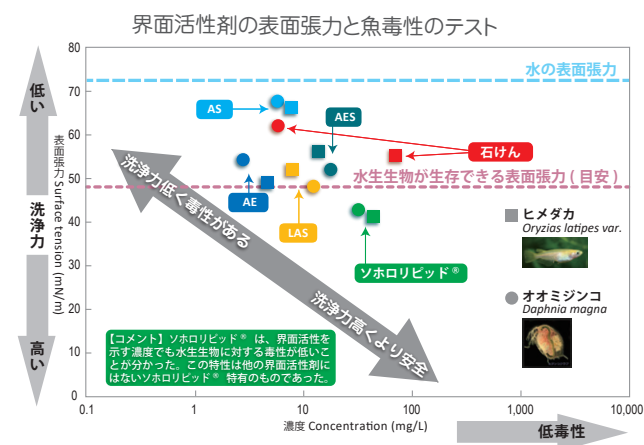 界面活性剤の表面張力と魚毒性のテスト
80
70
60
50
40
30
20
10
0
0.1
1
10
100
1,000
10,000
低い
洗浄力
高い
表面張力 Surface tension (mN/m)
水の表面張力
AS
AES
石けん
水生生物が生存できる表面張力 ( 目安 )
AE
LAS
ソホロリピッド®
洗浄力低く毒性がある
洗浄力高くより安全
ヒメダカ
Oryzias latipes var.
オオミジンコ
Daphnia magna
【コメント】ソホロリピッド® は、界面活性を
示す濃度でも水生生物に対する毒性が低いこ
とが分かった。この特性は他の界面活性剤に
はないソホロリピッド® 特有のものであった。
濃度 Concentration (mg/L)
低毒性